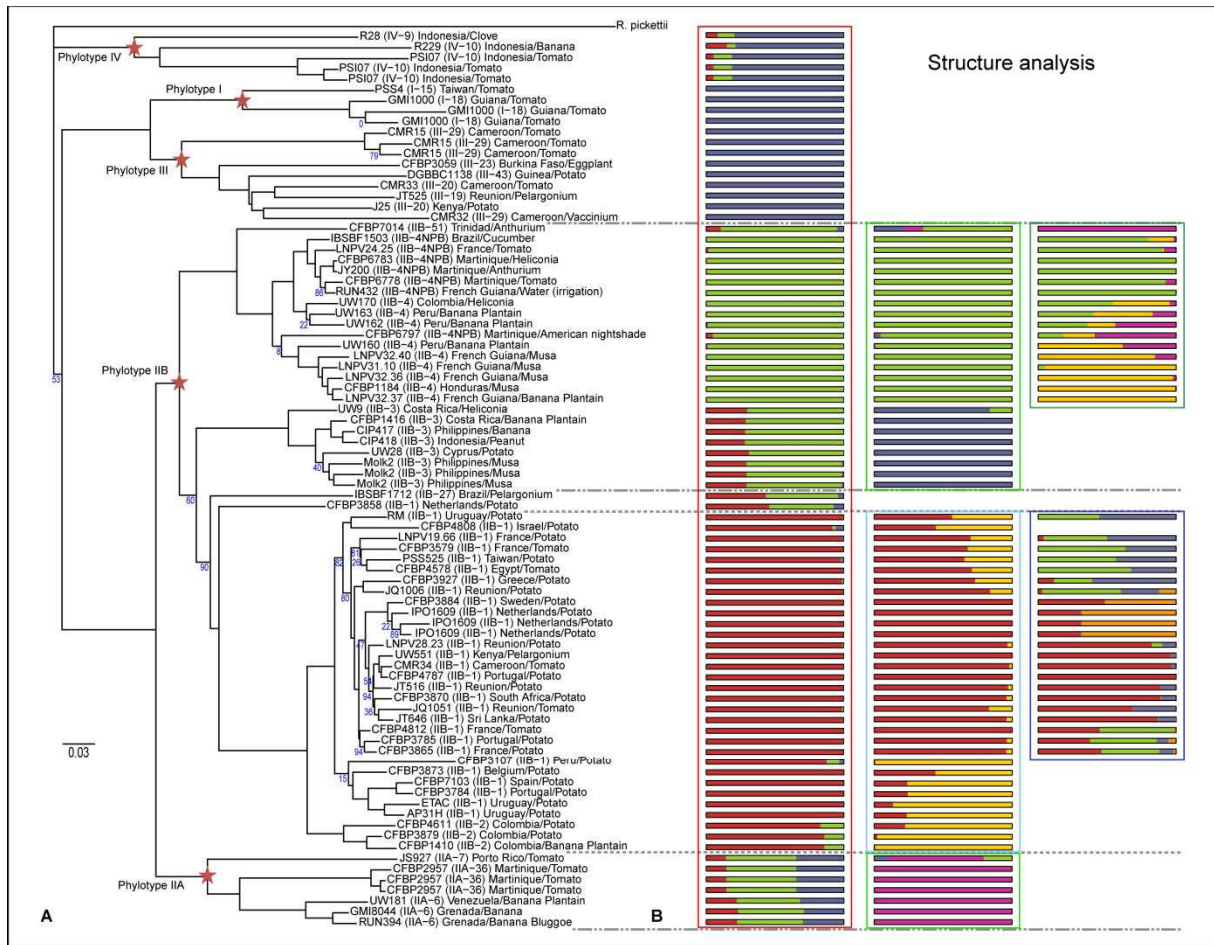 R. pickettii
R28 (IV−9) Indonesia/Clove
R229 (IV−10) Indonesia/Banana
Phylotype IV
PSI07 (IV−10) Indonesia/Tomato
Structure analysis
PSI07 (IV−10) Indonesia/Tomato
PSI07 (IV−10) Indonesia/Tomato
Phylotype I
PSS4 (I−15) Taiwan/Tomato
GMI1000 (I−18) Guiana/Tomato
GMI1000 (I−18) Guiana/Tomato
0
GMI1000 (I−18) Guiana/Tomato
CMR15 (III−29) Cameroon/Tomato
CMR15 (III−29) Cameroon/Tomato
79
CMR15 (III−29) Cameroon/Tomato
Phylotype III
CFBP3059 (III−23) Burkina Faso/Eggplant
DGBBC1138 (III−43) Guinea/Potato
CMR33 (III−20) Cameroon/Tomato
JT525 (III−19) Reunion/Pelargonium
J25 (III−20) Kenya/Potato
CMR32 (III−29) Cameroon/Vaccinium
CFBP7014 (IIB−51) Trinidad/Anthurium
IBSBF1503 (IIB−4NPB) Brazil/Cucumber
LNPV24.25 (IIB−4NPB) France/Tomato
CFBP6783 (IIB−4NPB) Martinique/Heliconia
JY200 (IIB−4NPB) Martinique/Anthurium
CFBP6778 (IIB−4NPB) Martinique/Tomato
86
RUN432 (IIB−4NPB) French Guiana/Water (irrigation)
UW170 (IIB−4) Colombia/Heliconia
UW163 (IIB−4) Peru/Banana Plantain
22
UW162 (IIB−4) Peru/Banana Plantain
CFBP6797 (IIB−4NPB) Martinique/American nightshade
8
UW160 (IIB−4) Peru/Banana Plantain
LNPV32.40 (IIB−4) French Guiana/Musa
Phylotype IIB
LNPV31.10 (IIB−4) French Guiana/Musa
53
LNPV32.36 (IIB−4) French Guiana/Musa
CFBP1184 (IIB−4) Honduras/Musa
LNPV32.37 (IIB−4) French Guiana/Banana Plantain
UW9 (IIB−3) Costa Rica/Heliconia
CFBP1416 (IIB−3) Costa Rica/Banana Plantain
CIP417 (IIB−3) Philippines/Banana
CIP418 (IIB−3) Indonesia/Peanut
UW28 (IIB−3) Cyprus/Potato
40
Molk2 (IIB−3) Philippines/Musa
Molk2 (IIB−3) Philippines/Musa
Molk2 (IIB−3) Philippines/Musa
60
IBSBF1712 (IIB−27) Brazil/Pelargonium
CFBP3858 (IIB−1) Netherlands/Potato
RM (IIB−1) Uruguay/Potato
CFBP4808 (IIB−1) Israel/Potato
LNPV19.66 (IIB−1) France/Potato
CFBP3579 (IIB−1) France/Tomato
61
PSS525 (IIB−1) Taiwan/Potato
82
26
CFBP4578 (IIB−1) Egypt/Tomato
90
CFBP3927 (IIB−1) Greece/Potato
JQ1006 (IIB−1) Reunion/Potato
80
CFBP3884 (IIB−1) Sweden/Potato
IPO1609 (IIB−1) Netherlands/Potato
22
IPO1609 (IIB−1) Netherlands/Potato
89
IPO1609 (IIB−1) Netherlands/Potato
47
LNPV28.23 (IIB−1) Reunion/Potato
UW551 (IIB−1) Kenya/Pelargonium
CMR34 (IIB−1) Cameroon/Tomato
CFBP4787 (IIB−1) Portugal/Potato
54
JT516 (IIB−1) Reunion/Potato
94
CFBP3870 (IIB−1) South Africa/Potato
JQ1051 (IIB−1) Reunion/Tomato
36
JT646 (IIB−1) Sri Lanka/Potato
CFBP4812 (IIB−1) France/Tomato
CFBP3785 (IIB−1) Portugal/Potato
94
CFBP3865 (IIB−1) France/Potato
0.03
CFBP3107 (IIB−1) Peru/Potato
CFBP3873 (IIB−1) Belgium/Potato
15
CFBP7103 (IIB−1) Spain/Potato
CFBP3784 (IIB−1) Portugal/Potato
ETAC (IIB−1) Uruguay/Potato
AP31H (IIB−1) Uruguay/Potato
CFBP4611 (IIB−2) Colombia/Potato
CFBP3879 (IIB−2) Colombia/Potato
CFBP1410 (IIB−2) Colombia/Banana Plantain
JS927 (IIA−7) Porto Rico/Tomato
CFBP2957 (IIA−36) Martinique/Tomato
Phylotype IIA
CFBP2957 (IIA−36) Martinique/Tomato
CFBP2957 (IIA−36) Martinique/Tomato
UW181 (IIA−6) Venezuela/Banana Plantain
GMI8044 (IIA−6) Grenada/Banana
RUN394 (IIA−6) Grenada/Banana Bluggoe
A
B